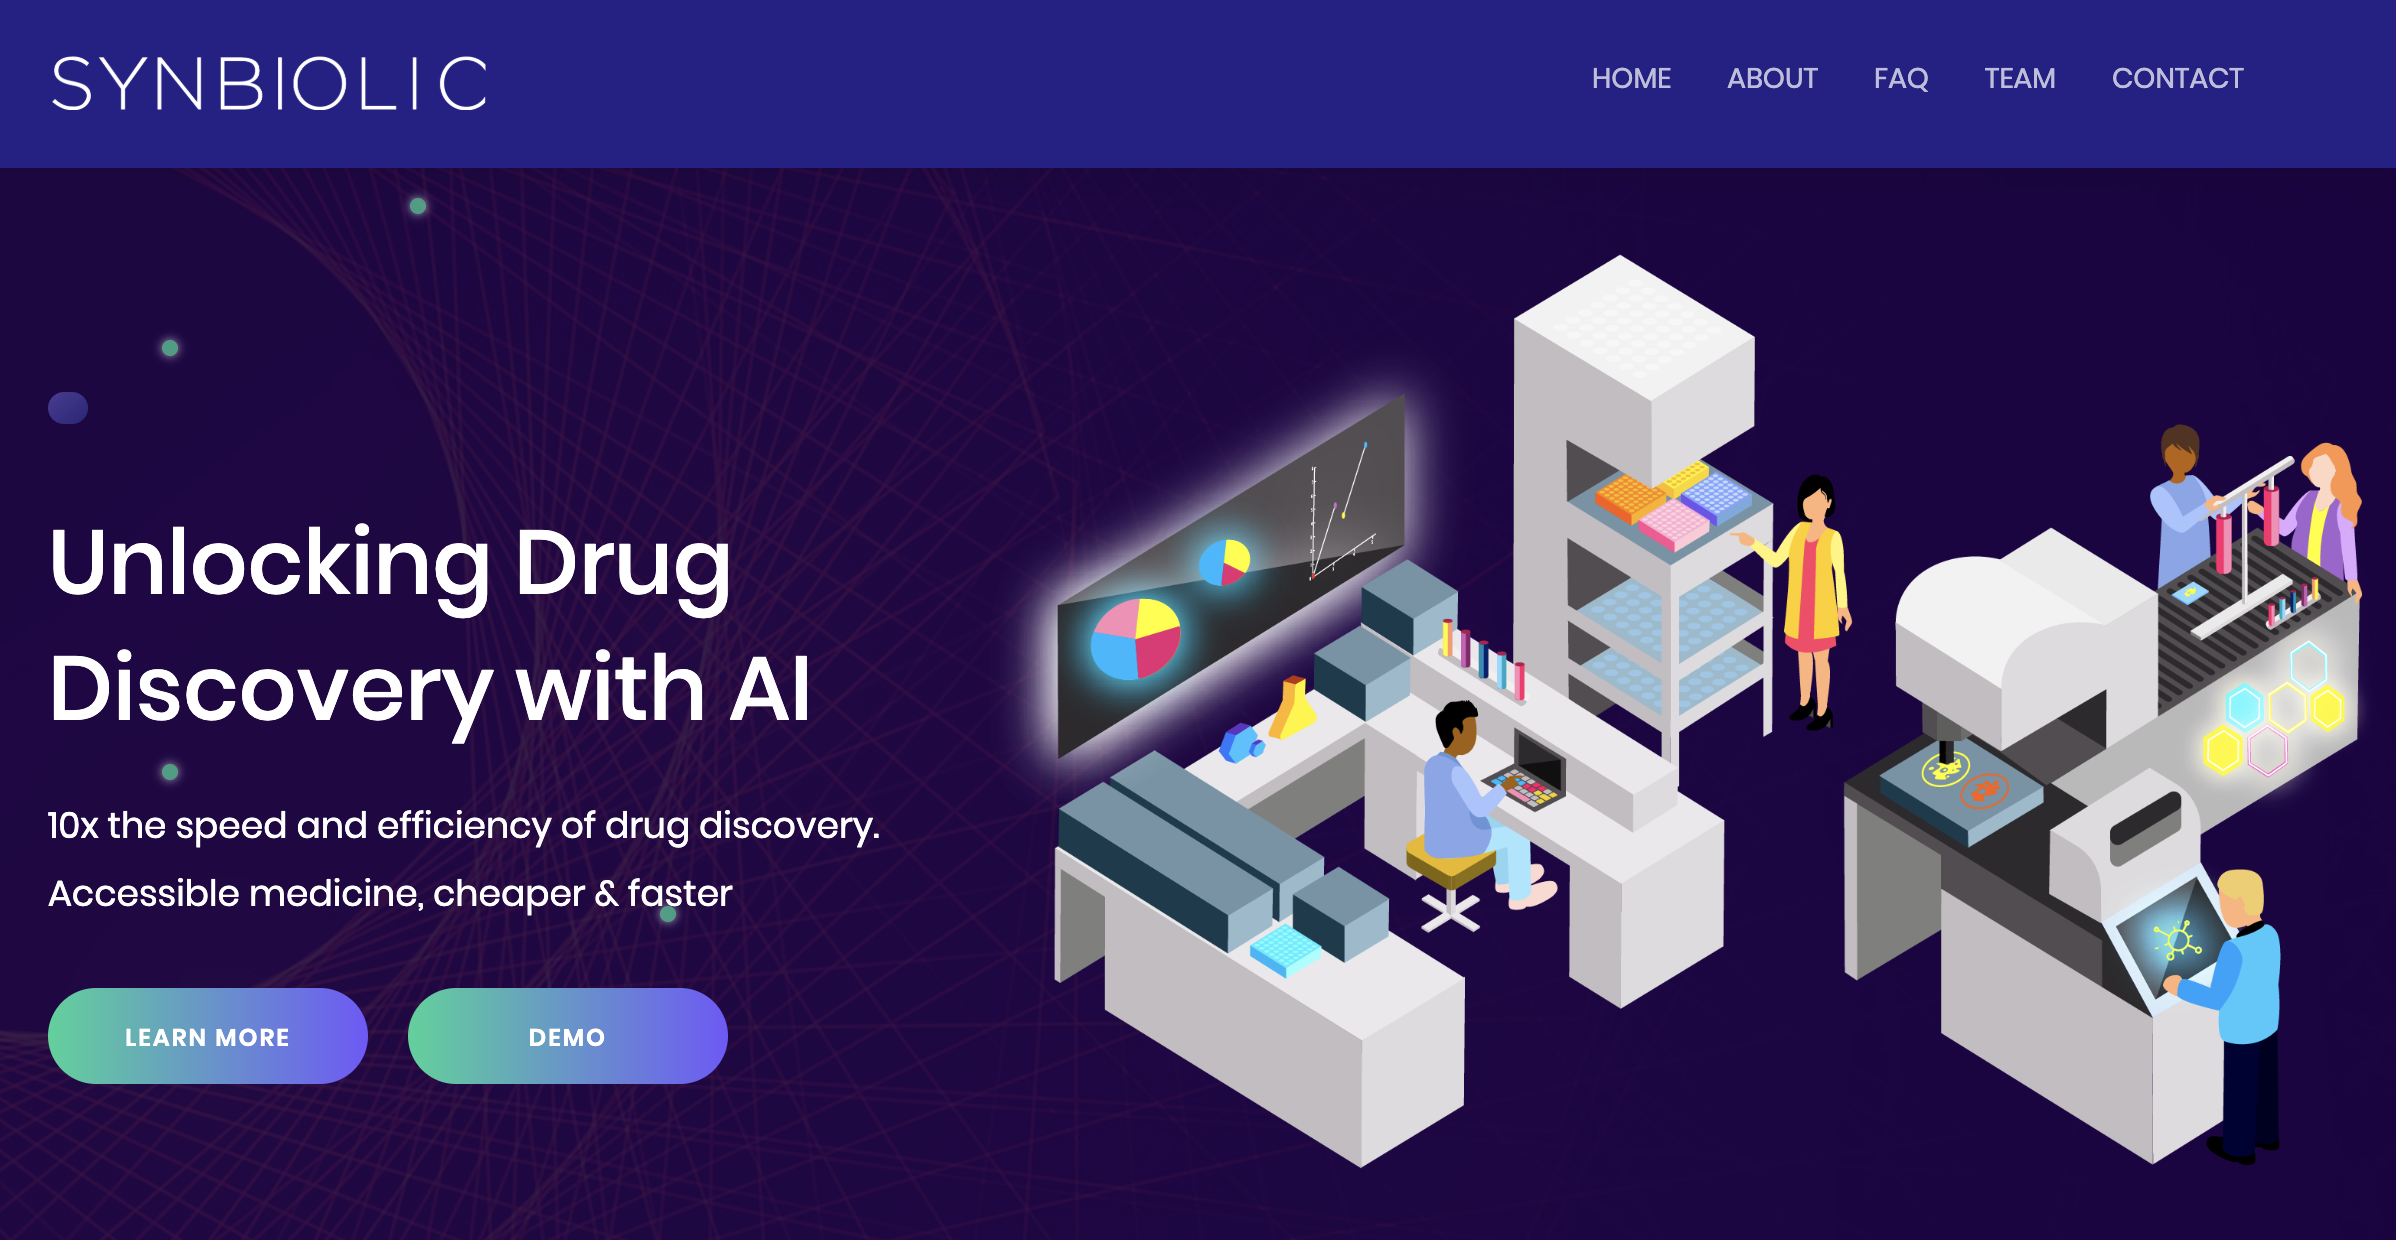 SYNBIOLIC
HOME ABOUT FAQ TEAM CONTACT
Unlocking Drug
Discovery with AI
10x the speed and efficiency of drug discovery.
Accessible medicine, cheaper & faster
LEARN MORE DEMO